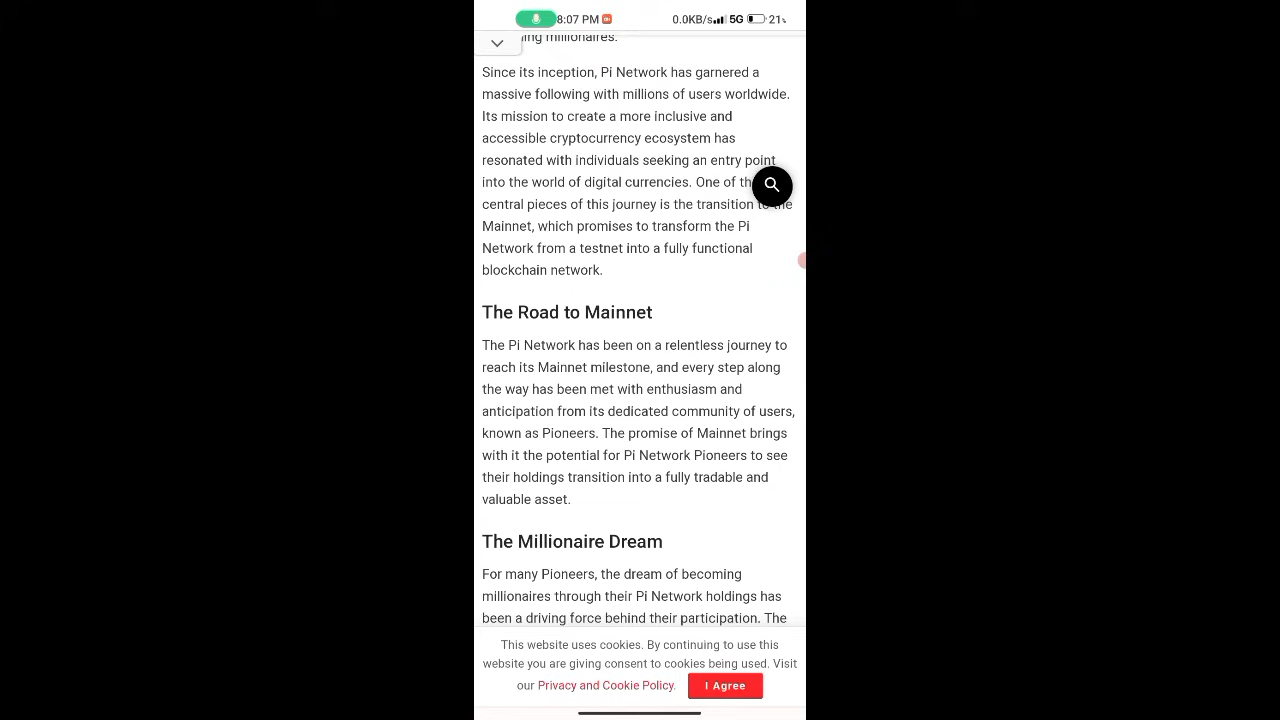 8:07 PM
0.0KB/s 5G 21%
ing millionaires.
Since its inception, Pi Network has garnered a
massive following with millions of users worldwide.
Its mission to create a more inclusive and
accessible cryptocurrency ecosystem has
resonated with individuals seeking an entry point
into the world of digital currencies. One of th
central pieces of this journey is the transition to the
Mainnet, which promises to transform the Pi
Network from a testnet into a fully functional
blockchain network.
The Road to Mainnet
The Pi Network has been on a relentless journey to
reach its Mainnet milestone, and every step along
the way has been met with enthusiasm and
anticipation from its dedicated community of users,
known as Pioneers. The promise of Mainnet brings
with it the potential for Pi Network Pioneers to see
their holdings transition into a fully tradable and
valuable asset.
The Millionaire Dream
For many Pioneers, the dream of becoming
millionaires through their Pi Network holdings has
been a driving force behind their participation. The
This website uses cookies. By continuing to use this
website you are giving consent to cookies being used. Visit
our Privacy and Cookie Policy. I Agree